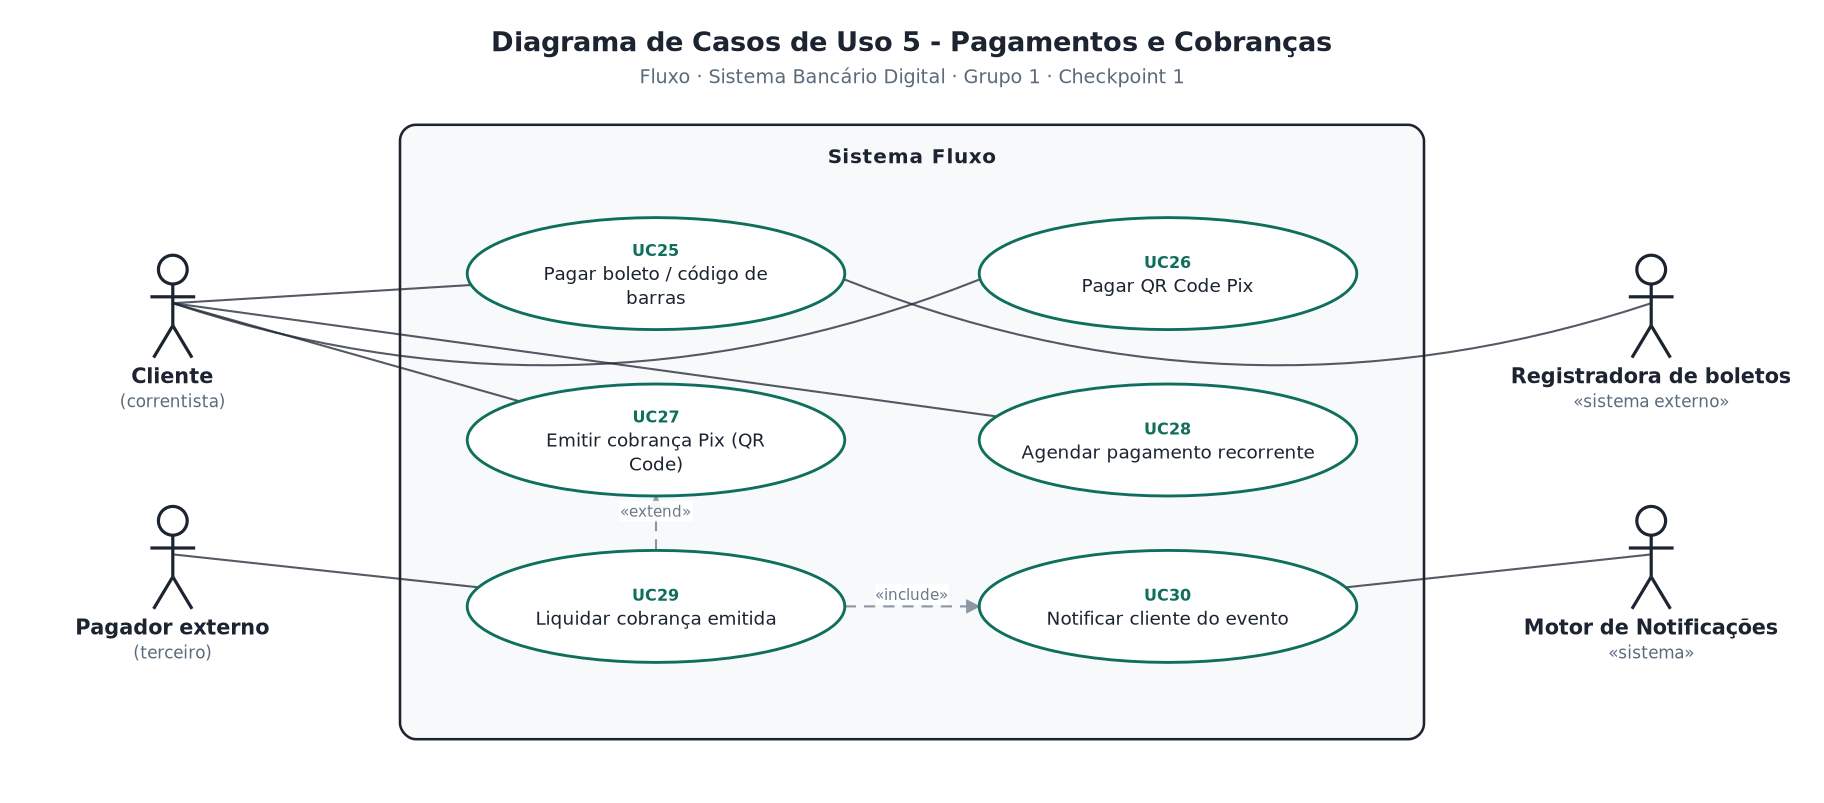 Diagrama de Casos de Uso 5 - Pagamentos e Cobranças
Fluxo · Sistema Bancário Digital · Grupo 1 · Checkpoint 1
Sistema Fluxo
UC25
Pagar boleto / código de
barras
UC26
Pagar QR Code Pix
Cliente
(correntista)
Registradora de boletos
«sistema externo»
UC27
Emitir cobrança Pix (QR
Code)
UC28
Agendar pagamento recorrente
«extend»
UC29
Liquidar cobrança emitida
«include»
UC30
Notificar cliente do evento
Pagador externo
(terceiro)
Motor de Notificações
«sistema»